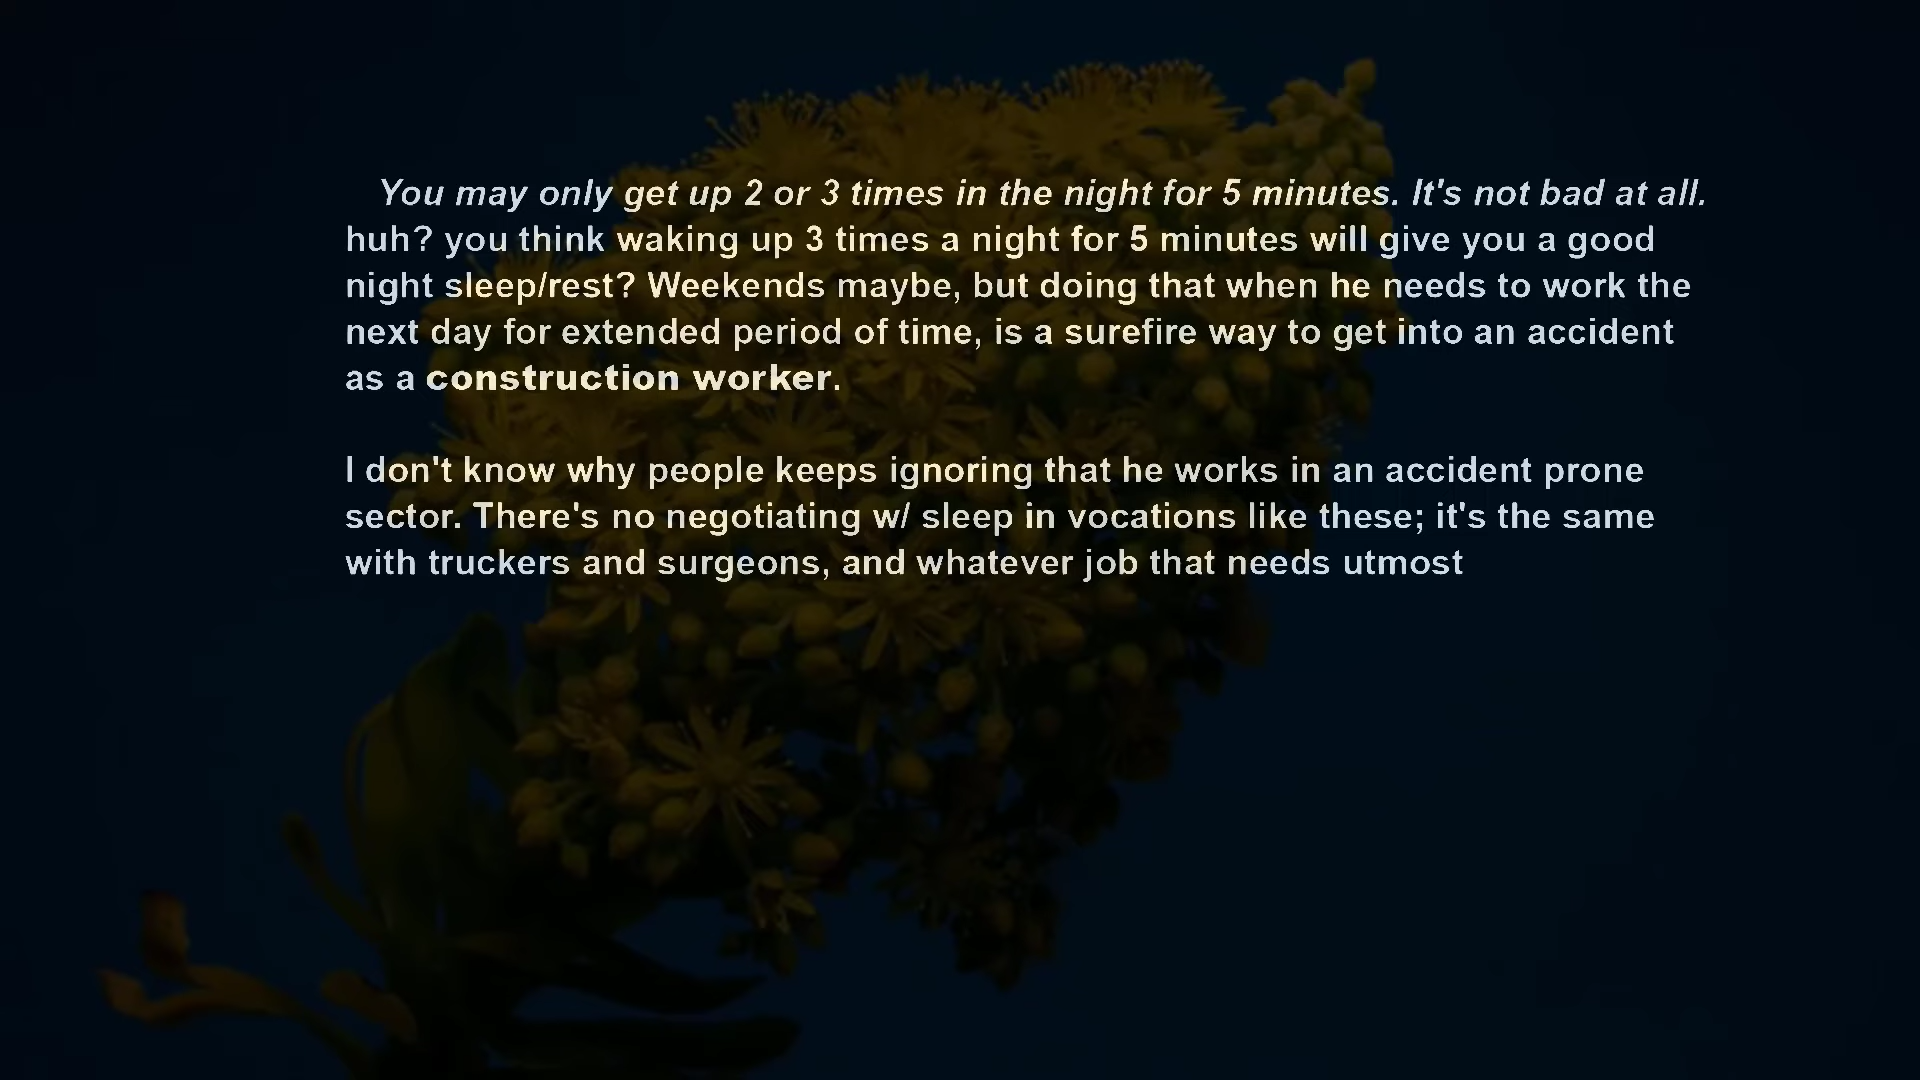 You may only get up 2 or 3 times in the night for 5 minutes. It's not bad at all.
huh? you think waking up 3 times a night for 5 minutes will give you a good
night sleep/rest? Weekends maybe, but doing that when he needs to work the
next day for extended period of time, is a surefire way to get into an accident
as a construction worker.
I don't know why people keeps ignoring that he works in an accident prone
sector. There's no negotiating w/ sleep in vocations like these; it's the same
with truckers and surgeons, and whatever job that needs utmost